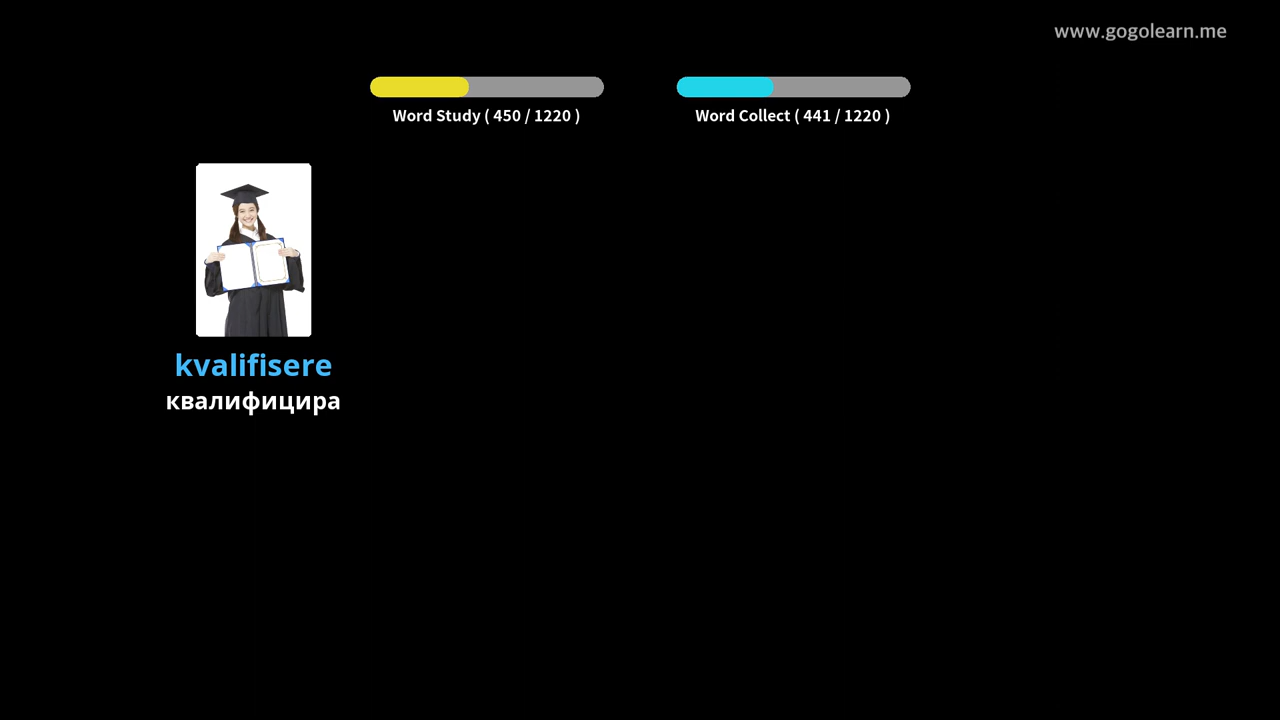 www.gogolearn.me
Word Study ( 450 / 1220 )
Word Collect ( 441 / 1220 )
kvalifisere
квалифицира